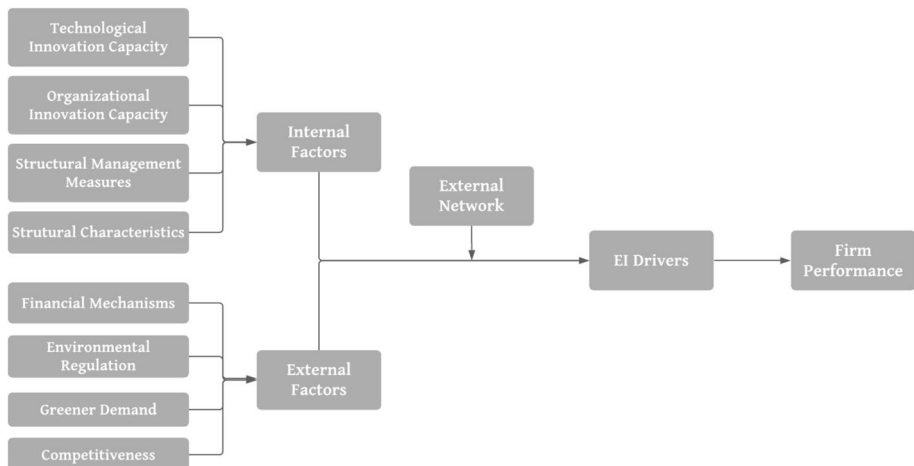 Technological
Innovation Capacity
Organizational
Innovation Capacity
Structural Management
Measures
Strutural Characteristics
Internal
Factors
External
Network
EI Drivers
Firm
Performance
Financial Mechanisms
Environmental
Regulation
Greener Demand
Competitiveness
External
Factors